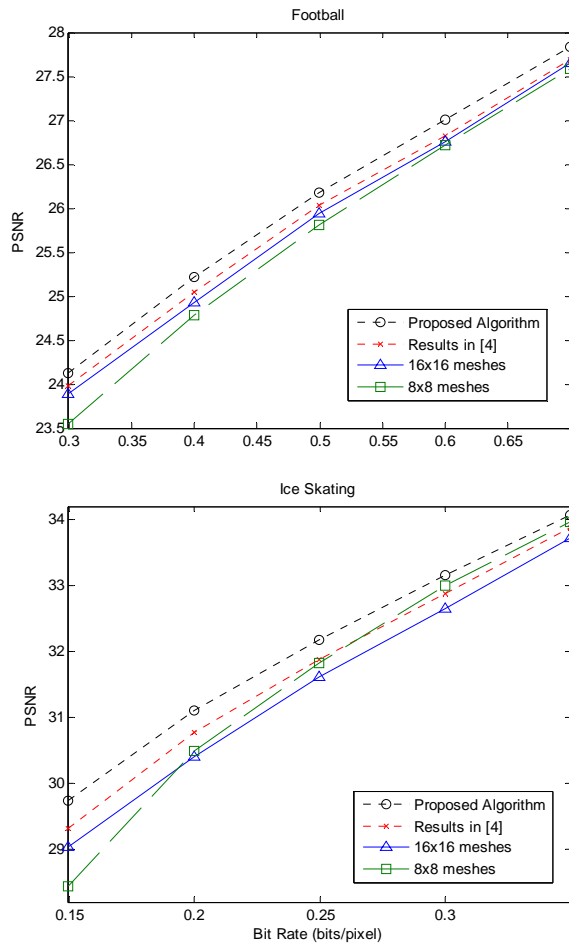 Football
28
27.5
27
26.5
26
25.5
25
24.5
24
23.5
PSNR
0.3 0.35 0.4 0.45 0.5 0.55 0.6 0.65
Proposed Algorithm
Results in [4]
16x16 meshes
8x8 meshes
Ice Skating
34
33
32
31
30
29
PSNR
0.15 0.2 0.25 0.3
Bit Rate (bits/pixel)
Proposed Algorithm
Results in [4]
16x16 meshes
8x8 meshes